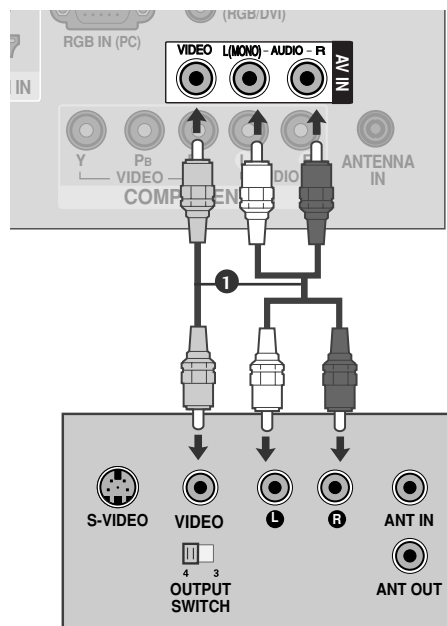 (RGB/DVI)
RGB IN (PC)
IN
VIDEO L(MONO) - AUDIO - R
AV IN
Y PB
VIDEO
COMP
ANTENNA
IN
1
S-VIDEO
VIDEO
L
R
ANT IN
4 3
OUTPUT
SWITCH
ANT OUT